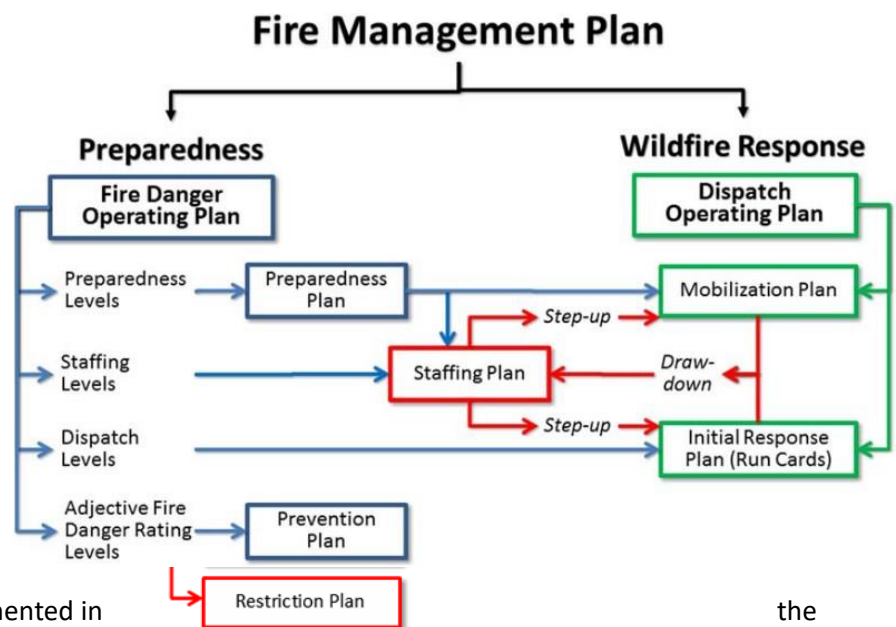 Fire Management Plan
Preparedness
Wildfire Response
Fire Danger
Operating Plan
Dispatch
Operating Plan
Preparedness
Levels
Preparedness
Plan
Mobilization Plan
Step-up
Staffing
Levels
Staffing Plan
Draw-
down
Step-up
Dispatch
Levels
Initial Response
Plan (Run Cards)
Adjective Fire
Danger Rating
Levels
Prevention
Plan
Restriction Plan
nented in
the